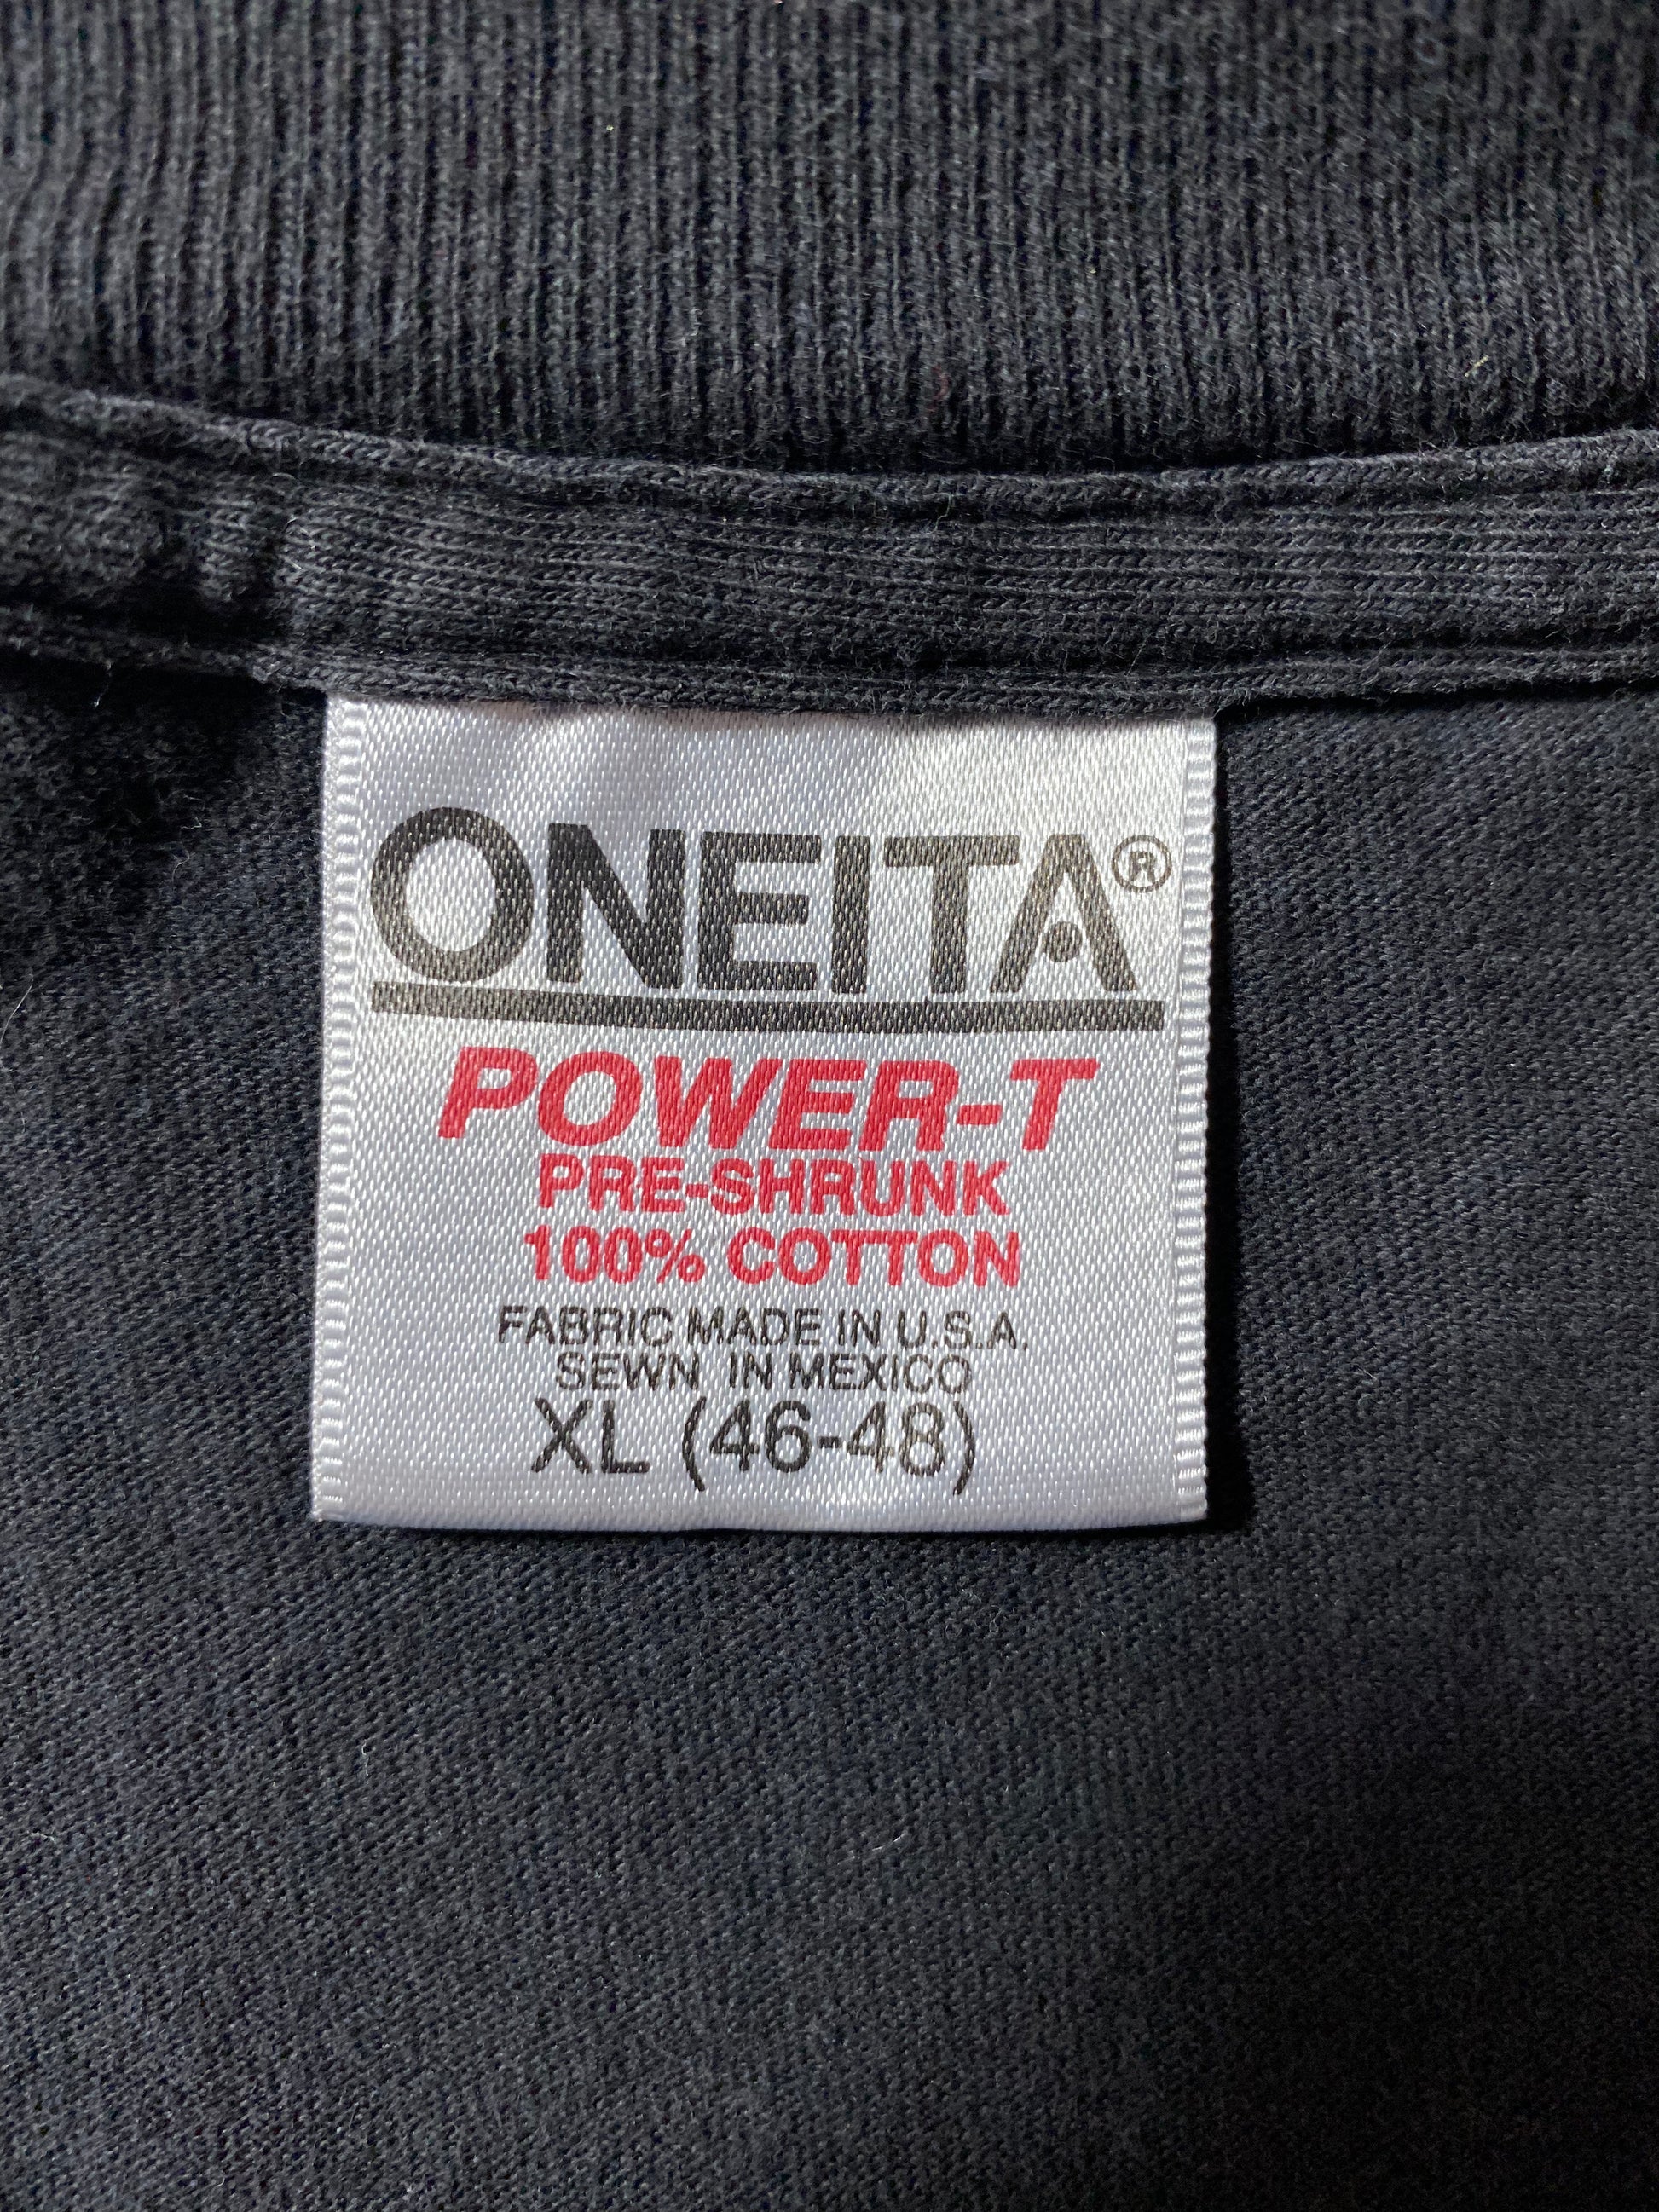 ONEITA®
POWER-T
PRE-SHRUNK
100% COTTON
FABRIC MADE IN U.S.A.
SEWN IN MEXICO
XL (46-48)